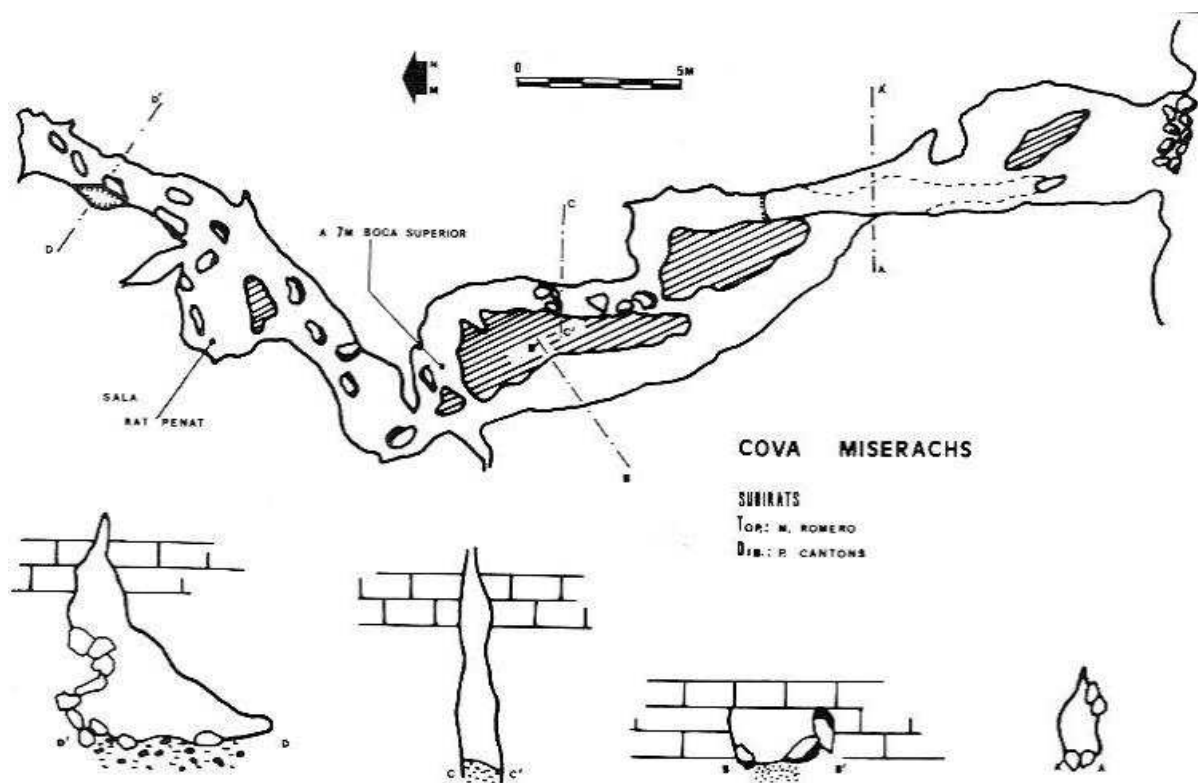 N
M
0 5M
D'
A'
C
A 7M BOCA SUPERIOR
D
A
C'
B'
SALA
RAT PENAT
B
COVA MISERACHS
SUBIRATS
TOP.: M. ROMERO
DIB.: P. CANTONS
D' D
C C'
B B'
A' A